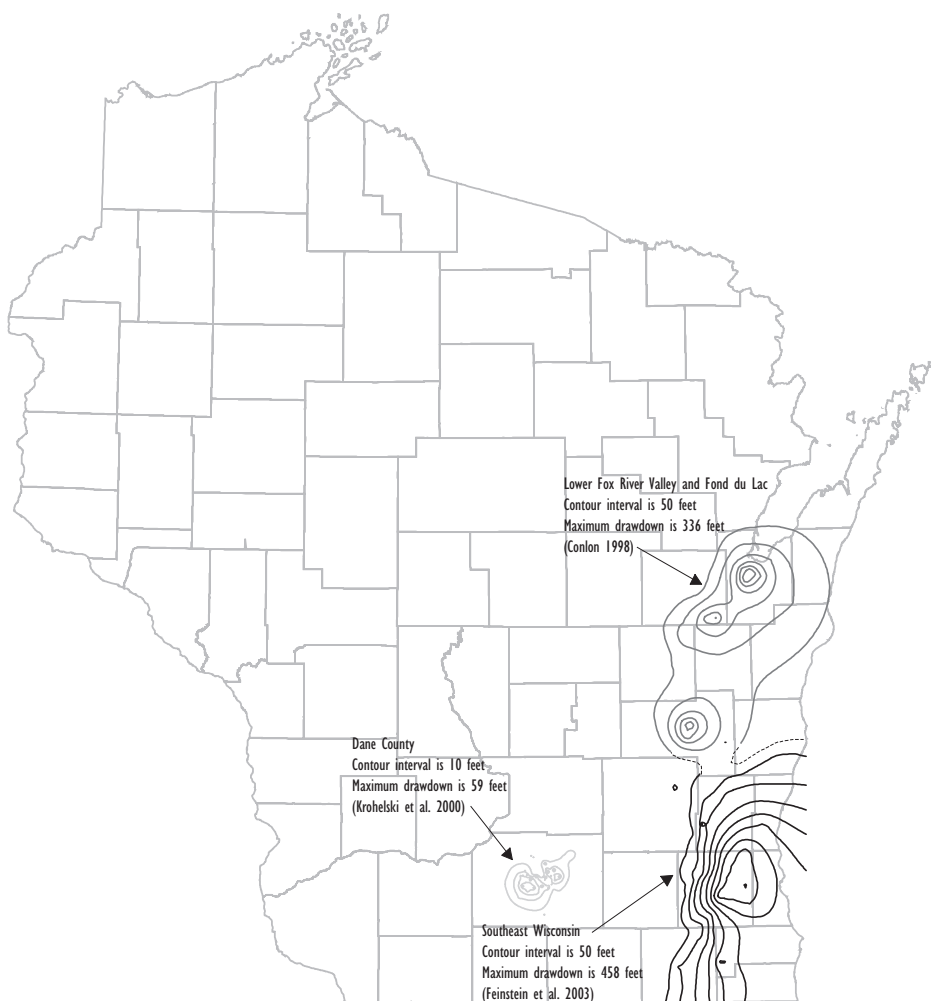 Lower Fox River Valley and Fond du Lac
Contour interval is 50 feet
Maximum drawdown is 336 feet
(Conlon 1998)
Dane County
Contour interval is 10 feet
Maximum drawdown is 59 feet
(Krohelski et al. 2000)
Southeast Wisconsin
Contour interval is 50 feet
Maximum drawdown is 458 feet
(Feinstein et al. 2003)